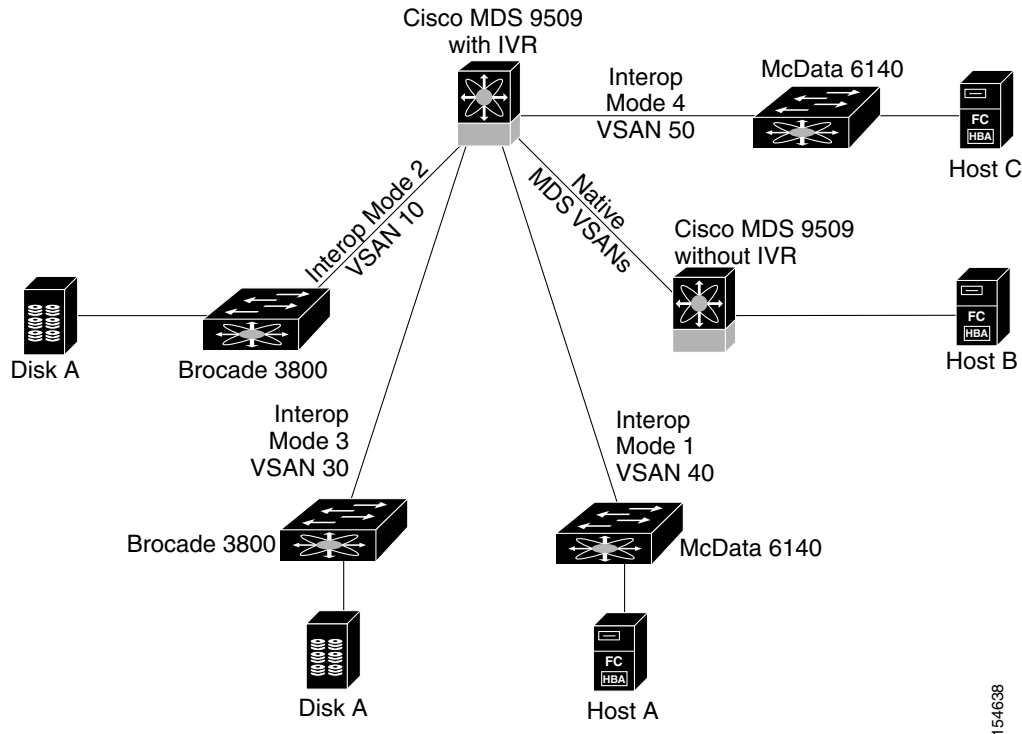 Cisco MDS 9509
with IVR
Interop
Mode 4
VSAN 50
McData 6140
FC
HBA
Host C
Interop Mode 2
VSAN 10
Native
MDS VSANs
Cisco MDS 9509
without IVR
FC
HBA
Host B
Disk A
Brocade 3800
Interop
Mode 3
VSAN 30
Interop
Mode 1
VSAN 40
Brocade 3800
McData 6140
FC
HBA
Disk A
Host A
154638